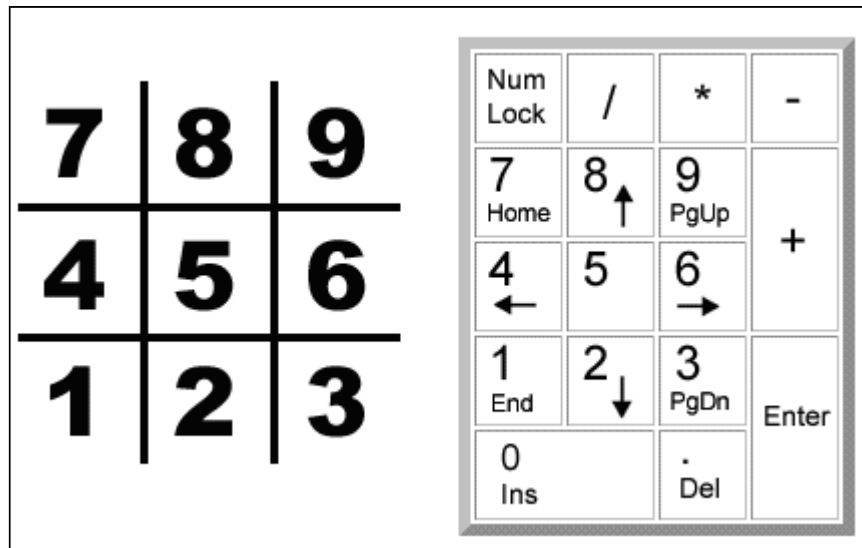 7 8 9
4 5 6
1 2 3
Num / * -
Lock
7 8 ↑ 9
Home PgUp
+
4 ← 5 6 →
1 2 ↓ 3
End PgDn
Enter
0 .
Ins Del